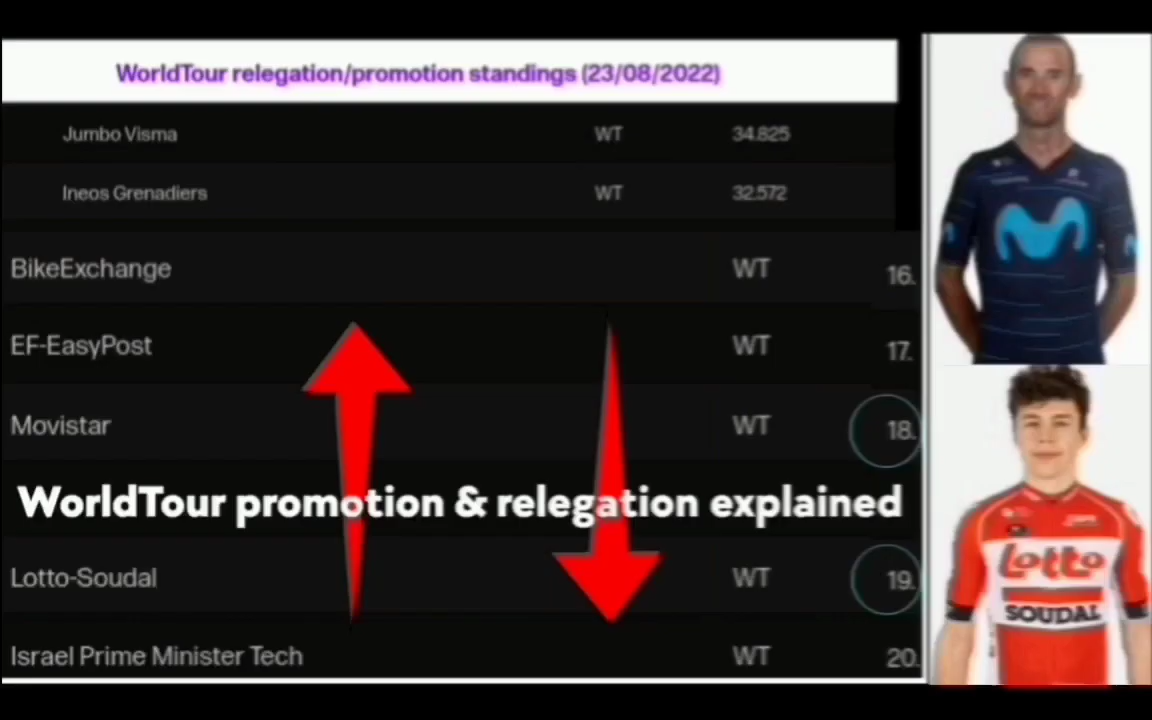 WorldTour relegation/promotion standings (23/08/2022)
Jumbo Visma WT 34.825
Ineos Grenadiers WT 32.572
BikeExchange WT 16.
EF-EasyPost WT 17.
Movistar WT 18.
WorldTour promotion & relegation explained
Lotto-Soudal WT 19.
Israel Prime Minister Tech WT 20.
Lotto
SOUDAL